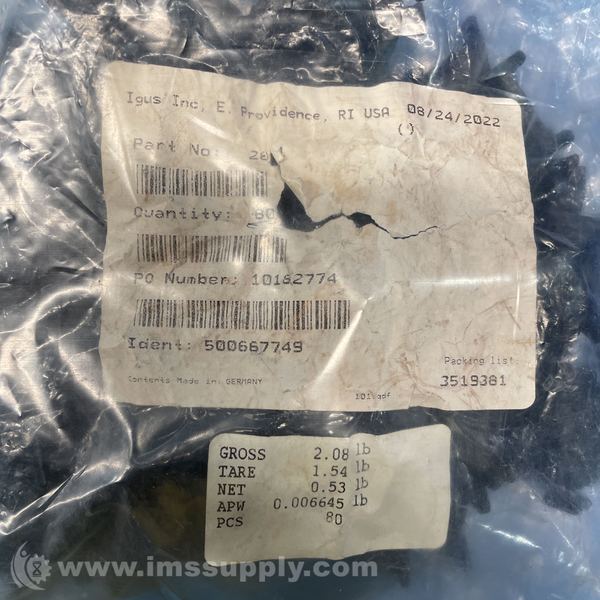 Igus Inc, E. Providence, RI USA 08/24/2022
Part No:
Quantity: 80
PO Number: 10182774
Ident: 500667749
Packing list:
3519381
Contents Made in: GERMANY
GROSS 2.08 lb
TARE 1.54 lb
NET 0.53 lb
APW 0.006645 lb
PCS 80
www.imssupply.com